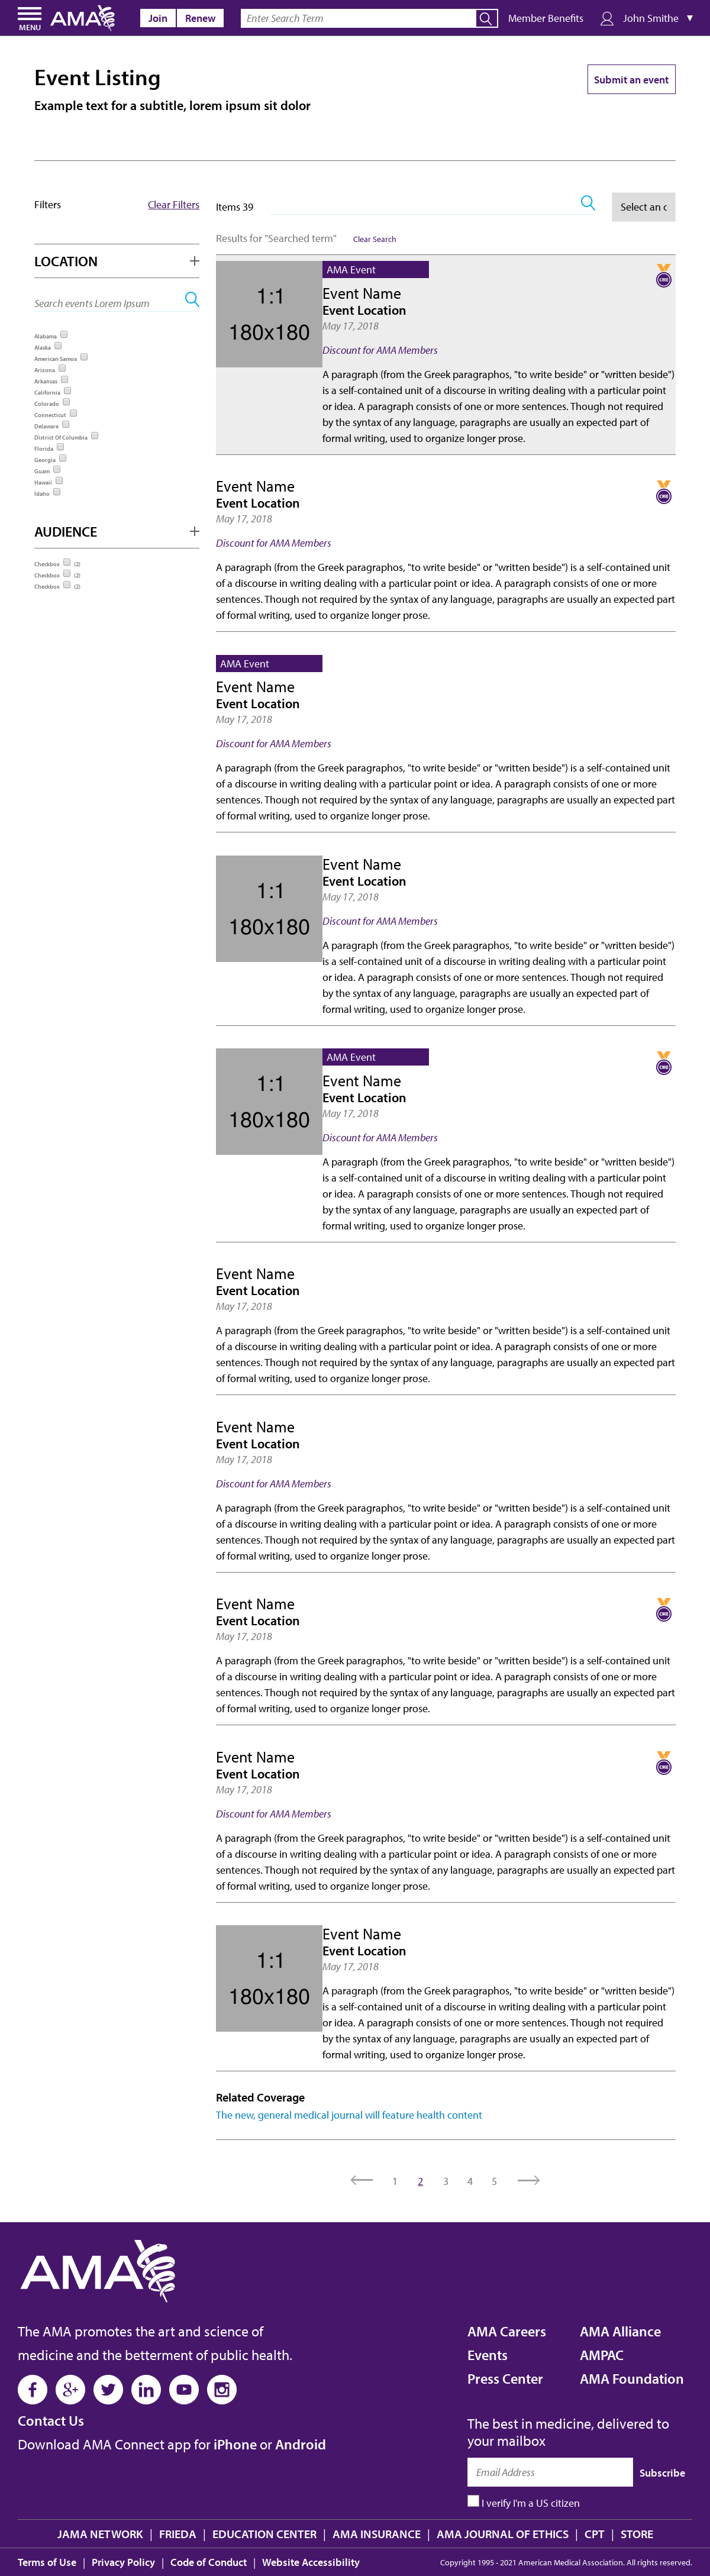 MENU AMA Join Renew Enter Search Term Member Benefits John Smithe ▼
Event Listing
Submit an event
Example text for a subtitle, lorem ipsum sit dolor
Filters Clear Filters
LOCATION
Search events Lorem Ipsum
Alabama
Alaska
American Samoa
Arizona
Arkansas
California
Colorado
Connecticut
Delaware
District Of Columbia
Florida
Georgia
Guam
Hawaii
Idaho
AUDIENCE
Checkbox (2)
Checkbox (2)
Checkbox (2)
Items 39 Select an o
Results for "Searched term" Clear Search
1:1
180x180
AMA Event
CME
Event Name
Event Location
May 17, 2018
Discount for AMA Members
A paragraph (from the Greek paragraphos, "to write beside" or "written beside")
is a self-contained unit of a discourse in writing dealing with a particular point
or idea. A paragraph consists of one or more sentences. Though not required
by the syntax of any language, paragraphs are usually an expected part of
formal writing, used to organize longer prose.
Event Name
CME
Event Location
May 17, 2018
Discount for AMA Members
A paragraph (from the Greek paragraphos, "to write beside" or "written beside") is a self-contained unit
of a discourse in writing dealing with a particular point or idea. A paragraph consists of one or more
sentences. Though not required by the syntax of any language, paragraphs are usually an expected part
of formal writing, used to organize longer prose.
AMA Event
Event Name
Event Location
May 17, 2018
Discount for AMA Members
A paragraph (from the Greek paragraphos, "to write beside" or "written beside") is a self-contained unit
of a discourse in writing dealing with a particular point or idea. A paragraph consists of one or more
sentences. Though not required by the syntax of any language, paragraphs are usually an expected part
of formal writing, used to organize longer prose.
1:1
180x180
Event Name
Event Location
May 17, 2018
Discount for AMA Members
A paragraph (from the Greek paragraphos, "to write beside" or "written beside")
is a self-contained unit of a discourse in writing dealing with a particular point
or idea. A paragraph consists of one or more sentences. Though not required
by the syntax of any language, paragraphs are usually an expected part of
formal writing, used to organize longer prose.
1:1
180x180
AMA Event
CME
Event Name
Event Location
May 17, 2018
Discount for AMA Members
A paragraph (from the Greek paragraphos, "to write beside" or "written beside")
is a self-contained unit of a discourse in writing dealing with a particular point
or idea. A paragraph consists of one or more sentences. Though not required
by the syntax of any language, paragraphs are usually an expected part of
formal writing, used to organize longer prose.
Event Name
Event Location
May 17, 2018
A paragraph (from the Greek paragraphos, "to write beside" or "written beside") is a self-contained unit
of a discourse in writing dealing with a particular point or idea. A paragraph consists of one or more
sentences. Though not required by the syntax of any language, paragraphs are usually an expected part
of formal writing, used to organize longer prose.
Event Name
Event Location
May 17, 2018
Discount for AMA Members
A paragraph (from the Greek paragraphos, "to write beside" or "written beside") is a self-contained unit
of a discourse in writing dealing with a particular point or idea. A paragraph consists of one or more
sentences. Though not required by the syntax of any language, paragraphs are usually an expected part
of formal writing, used to organize longer prose.
Event Name
CME
Event Location
May 17, 2018
A paragraph (from the Greek paragraphos, "to write beside" or "written beside") is a self-contained unit
of a discourse in writing dealing with a particular point or idea. A paragraph consists of one or more
sentences. Though not required by the syntax of any language, paragraphs are usually an expected part
of formal writing, used to organize longer prose.
Event Name
CME
Event Location
May 17, 2018
Discount for AMA Members
A paragraph (from the Greek paragraphos, "to write beside" or "written beside") is a self-contained unit
of a discourse in writing dealing with a particular point or idea. A paragraph consists of one or more
sentences. Though not required by the syntax of any language, paragraphs are usually an expected part
of formal writing, used to organize longer prose.
1:1
180x180
Event Name
Event Location
May 17, 2018
A paragraph (from the Greek paragraphos, "to write beside" or "written beside")
is a self-contained unit of a discourse in writing dealing with a particular point
or idea. A paragraph consists of one or more sentences. Though not required
by the syntax of any language, paragraphs are usually an expected part of
formal writing, used to organize longer prose.
Related Coverage
The new, general medical journal will feature health content
1 2 3 4 5
AMA
The AMA promotes the art and science of
medicine and the betterment of public health.
Contact Us
Download AMA Connect app for iPhone or Android
AMA Careers AMA Alliance
Events AMPAC
Press Center AMA Foundation
The best in medicine, delivered to
your mailbox
Email Address Subscribe
I verify I'm a US citizen
JAMA NETWORK | FRIEDA | EDUCATION CENTER | AMA INSURANCE | AMA JOURNAL OF ETHICS | CPT | STORE
Terms of Use | Privacy Policy | Code of Conduct | Website Accessibility Copyright 1995 - 2021 American Medical Association. All rights reserved.